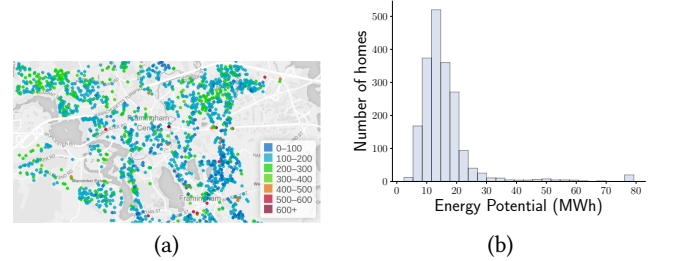 Framingham
Center
Framingham
0–100
100–200
200–300
300–400
400–500
500–600
600+
(a)
Number of homes
500
400
300
200
100
0
0 10 20 30 40 50 60 70 80
Energy Potential (MWh)
(b)